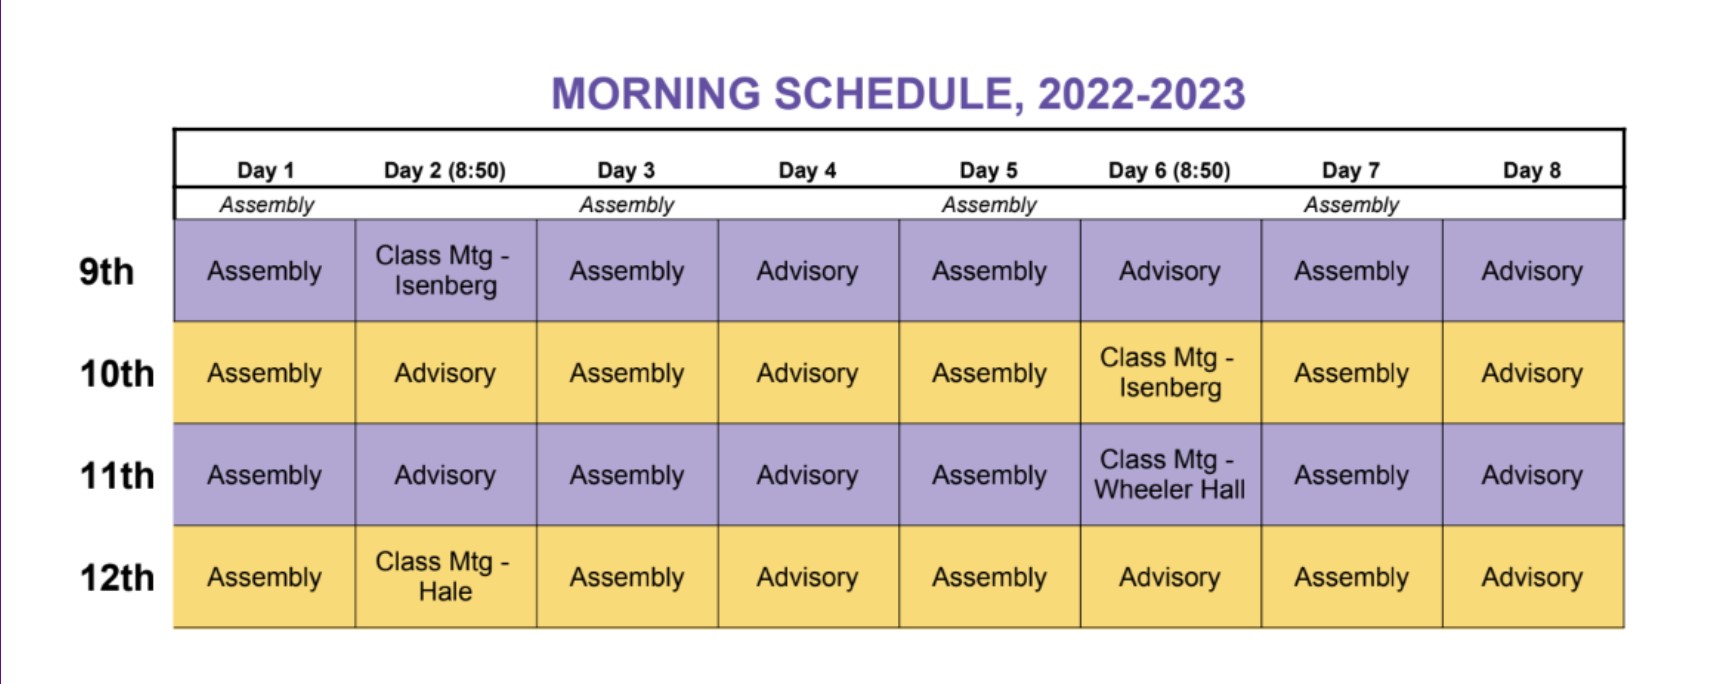 MORNING SCHEDULE, 2022-2023
Day 1 Day 2 (8:50) Day 3 Day 4 Day 5 Day 6 (8:50) Day 7 Day 8
Assembly Assembly Assembly Assembly
9th Assembly Class Mtg - Isenberg Assembly Advisory Assembly Advisory Assembly Advisory
10th Assembly Advisory Assembly Advisory Assembly Class Mtg - Isenberg Assembly Advisory
11th Assembly Advisory Assembly Advisory Assembly Class Mtg - Wheeler Hall Assembly Advisory
12th Assembly Class Mtg - Hale Assembly Advisory Assembly Advisory Assembly Advisory